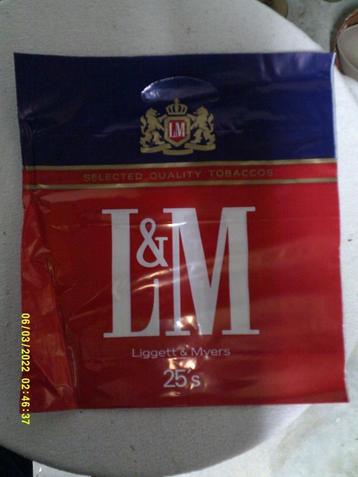 LM
SELECTED QUALITY TOBACCOS
L&M
Liggett & Myers
25's
06/03/2022 02:46:37